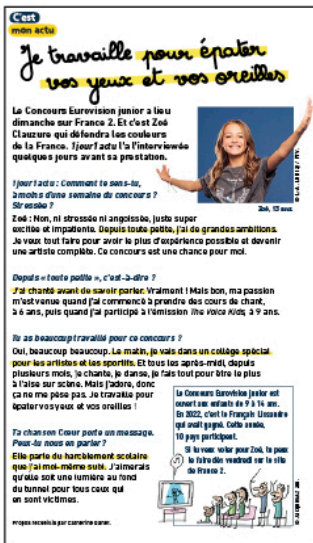 C'est
mon actu
Je travaille pour épater
vos yeux et vos oreilles
Le Concours Eurovision junior a lieu
dimanche sur France 2. Et c'est Zoé
Clauzure qui défendra les couleurs
de la France. 1jour1actu l'a l'interviewée
quelques jours avant sa prestation.
Zoé, 13 ans.
1jour1actu : Comment te sens-tu,
à moins d'une semaine du concours ?
Stressée ?
Zoé : Non, ni stressée ni angoissée, juste super
excitée et impatiente. Depuis toute petite, j'ai de grandes ambitions.
Je veux tout faire pour avoir le plus d'expérience possible et devenir
une artiste complète. Ce concours est une chance pour moi.
Depuis « toute petite », c'est-à-dire ?
J'ai chanté avant de savoir parler. Vraiment ! Mais bon, ma passion
m'est venue quand j'ai commencé à prendre des cours de chant,
à 6 ans, puis quand j'ai participé à l'émission The Voice Kids, à 9 ans.
Tu as beaucoup travaillé pour ce concours ?
Oui, beaucoup beaucoup. Le matin, je vais dans un collège spécial
pour les artistes et les sportifs. Et tous les après-midi, depuis
plusieurs mois, je chante, je danse, je fais tout pour être le plus
à l'aise sur scène. Mais j'adore, donc
ça ne me pèse pas. Je travaille pour
épater vos yeux et vos oreilles !
Ta chanson Cœur porte un message.
Peux-tu nous en parler ?
Elle parle du harcèlement scolaire
que j'ai moi-même subi. J'aimerais
qu'elle soit une lumière au fond
du tunnel pour tous ceux qui
en sont victimes.
Propos recueillis par Catherine Ganet.
Le Concours Eurovision junior est
ouvert aux enfants de 9 à 14 ans.
En 2022, c'est le Français Lissandro
qui avait gagné. Cette année,
16 pays participent.
Si tu veux voter pour Zoé, tu peux
le faire dès vendredi sur le site
de France 2.